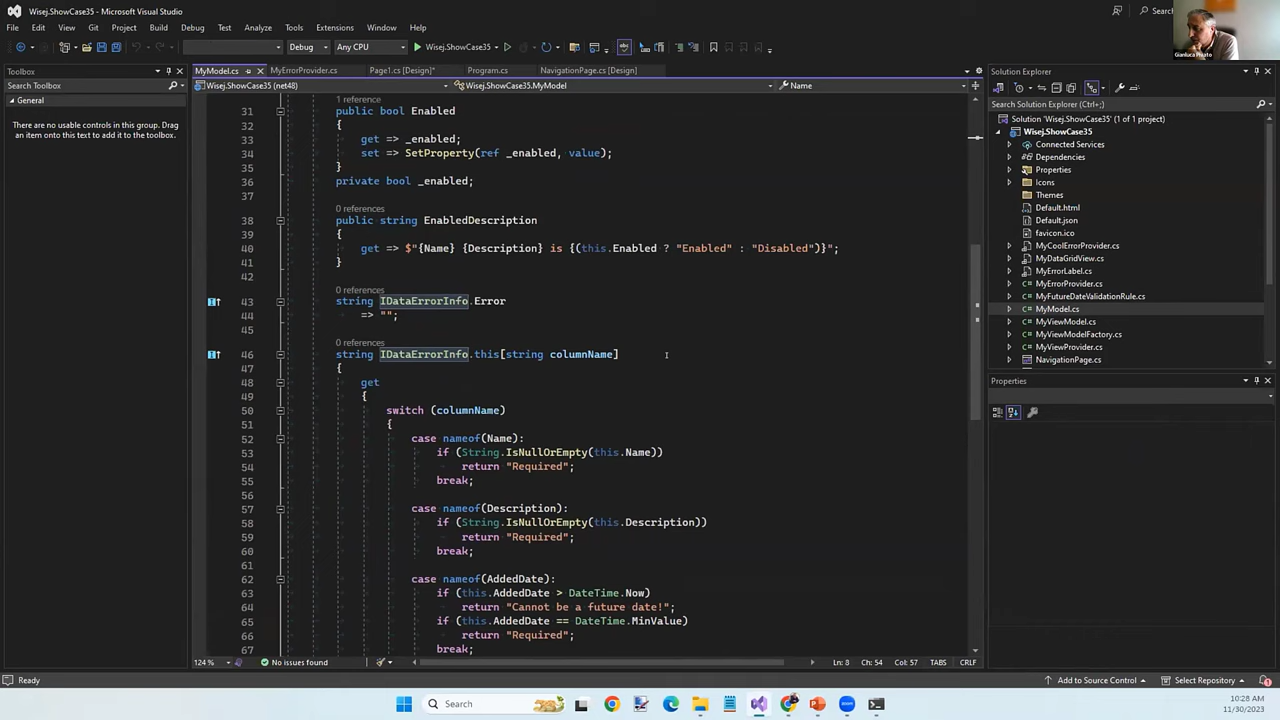 Wisej.ShowCase35 - Microsoft Visual Studio
Gianluca Pivato
File Edit View Git Project Build Debug Test Analyze Tools Extensions Window Help Search
Debug Any CPU Wisej.ShowCase35
Toolbox
Search Toolbox
General
There are no usable controls in this group. Drag an item onto this text to add it to the toolbox.
MyModel.cs MyErrorProvider.cs Page1.cs [Design]* Program.cs NavigationPage.cs [Design]
Wisej.ShowCase35 (net48) Wisej.ShowCase35.MyModel Name
1 reference
31 public bool Enabled
32 {
33 get => _enabled;
34 set => SetProperty(ref _enabled, value);
35 }
36 private bool _enabled;
37
0 references
38 public string EnabledDescription
39 {
40 get => $"{Name} {Description} is {(this.Enabled ? "Enabled" : "Disabled")}";
41 }
42
0 references
43 string IDataErrorInfo.Error
44 => "";
45
0 references
46 string IDataErrorInfo.this[string columnName]
47 {
48 get
49 {
50 switch (columnName)
51 {
52 case nameof(Name):
53 if (String.IsNullOrEmpty(this.Name))
54 return "Required";
55 break;
56
57 case nameof(Description):
58 if (String.IsNullOrEmpty(this.Description))
59 return "Required";
60 break;
61
62 case nameof(AddedDate):
63 if (this.AddedDate > DateTime.Now)
64 return "Cannot be a future date!";
65 if (this.AddedDate == DateTime.MinValue)
66 return "Required";
67 break;
124 % No issues found Ln: 8 Ch: 54 Col: 57 TABS CRLF
Solution Explorer
Search Solution Explorer (Ctrl+;)
Solution 'Wisej.ShowCase35' (1 of 1 project)
Wisej.ShowCase35
Connected Services
Dependencies
Properties
Icons
Themes
Default.html
Default.json
favicon.ico
MyCoolErrorProvider.cs
MyDataGridView.cs
MyErrorLabel.cs
MyErrorProvider.cs
MyFutureDateValidationRule.cs
MyModel.cs
MyViewModel.cs
MyViewModelFactory.cs
MyViewProvider.cs
NavigationPage.cs
Properties
Ready Add to Source Control Select Repository 1
Search
10:28 AM
11/30/2023